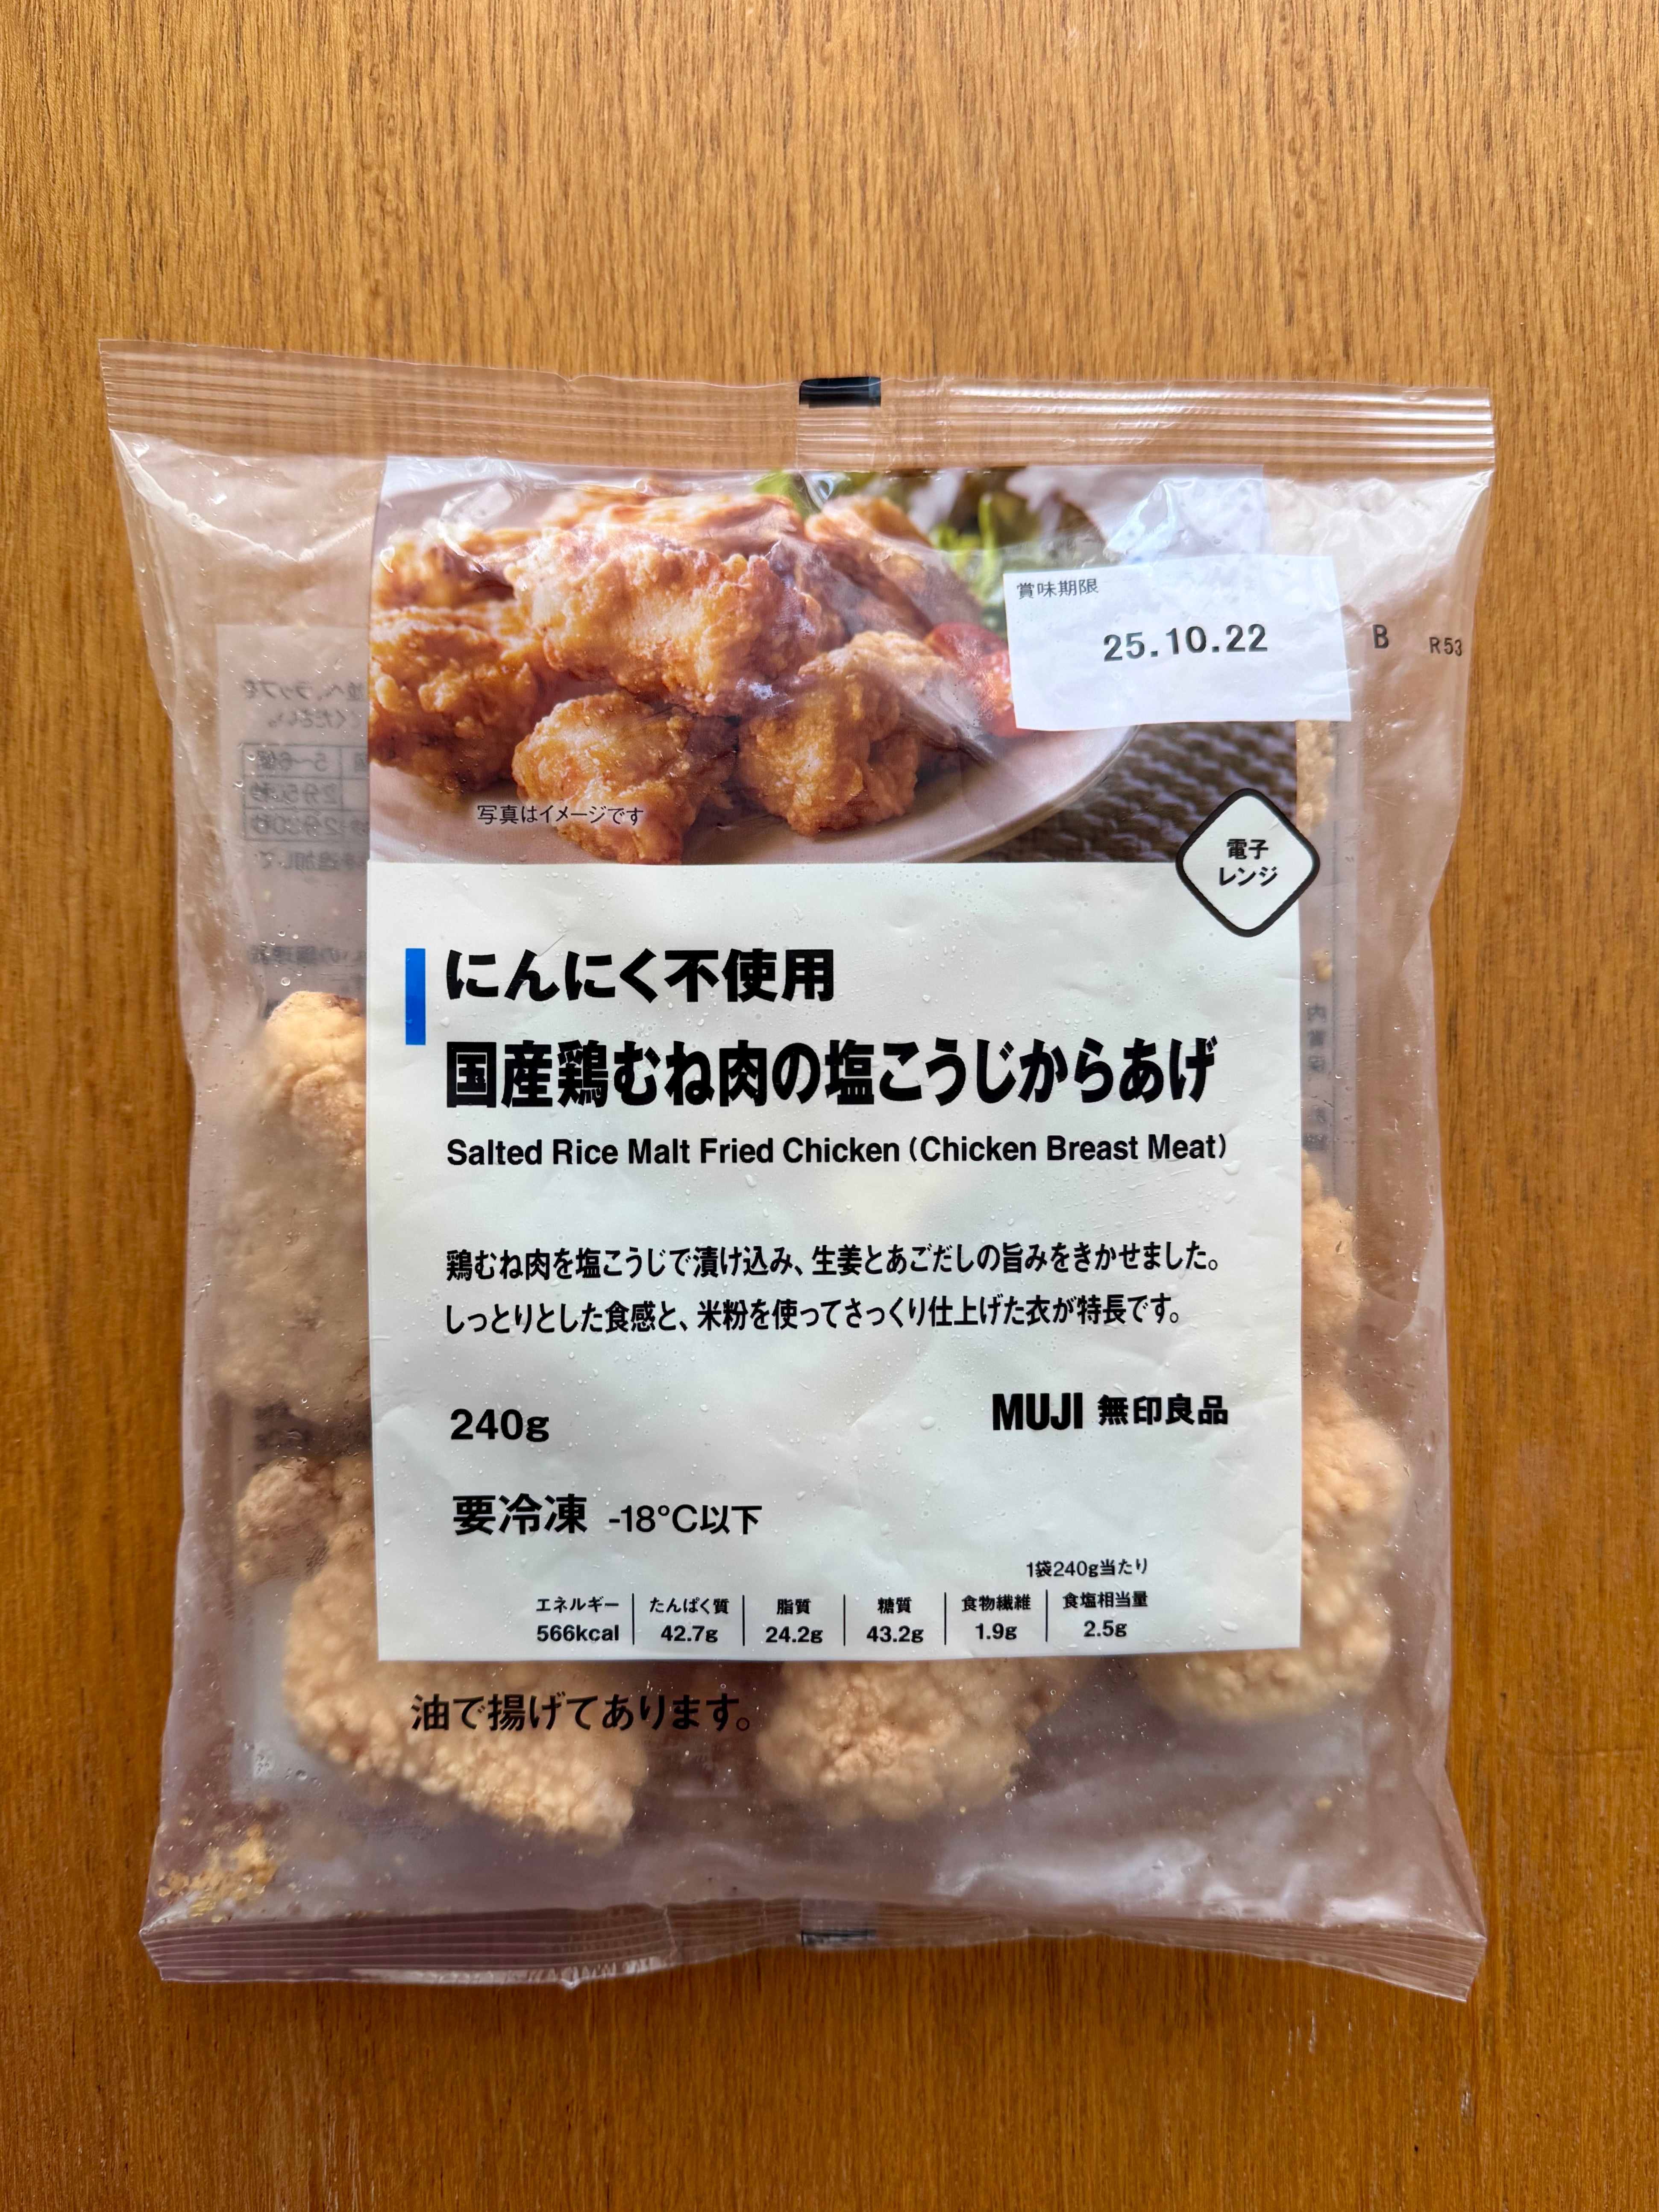 賞味期限
25.10.22
B R53
写真はイメージです
電子
レンジ
にんにく不使用
国産鶏むね肉の塩こうじからあげ
Salted Rice Malt Fried Chicken (Chicken Breast Meat)
鶏むね肉を塩こうじで漬け込み、生姜とあごだしの旨みをきかせました。
しっとりとした食感と、米粉を使ってさっくり仕上げた衣が特長です。
240g
MUJI 無印良品
要冷凍 -18°C以下
1袋240g当たり
エネルギー たんぱく質 脂質 糖質 食物繊維 食塩相当量
566kcal 42.7g 24.2g 43.2g 1.9g 2.5g
油で揚げてあります。